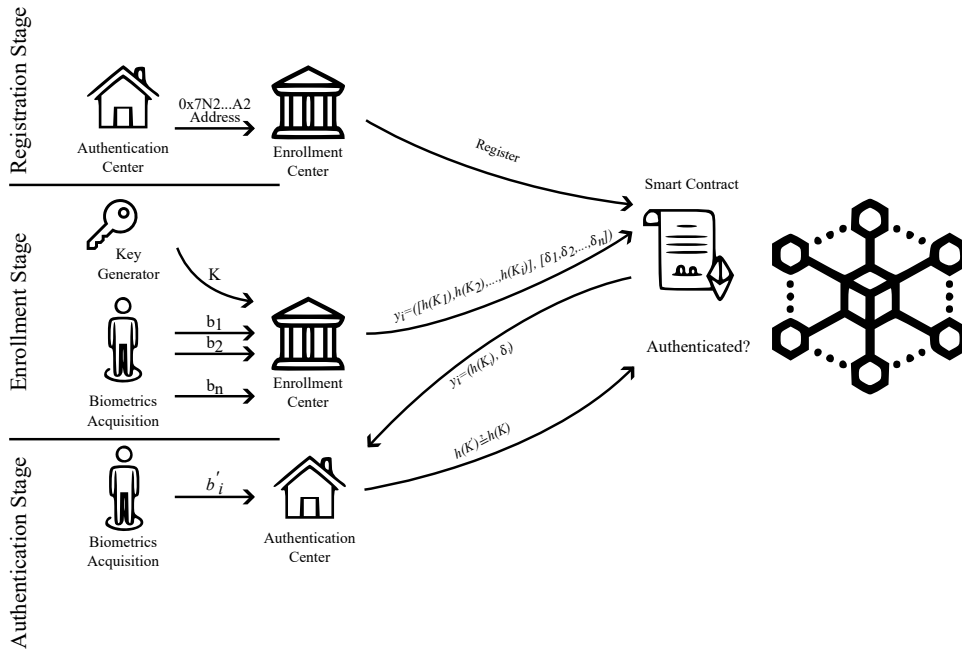 Registration Stage
0x7N2...A2
Address
Authentication
Center
Enrollment
Center
Register
Smart Contract
Enrollment Stage
Key
Generator
K
b1
b2
bn
Biometrics
Acquisition
Enrollment
Center
yi=([h(K1),h(K2),...,h(Ki)], [δ1,δ2,...,δn])
yi=(h(Ki), δi)
Authenticated?
Authentication Stage
Biometrics
Acquisition
b'i
Authentication
Center
h(K')≟h(K)